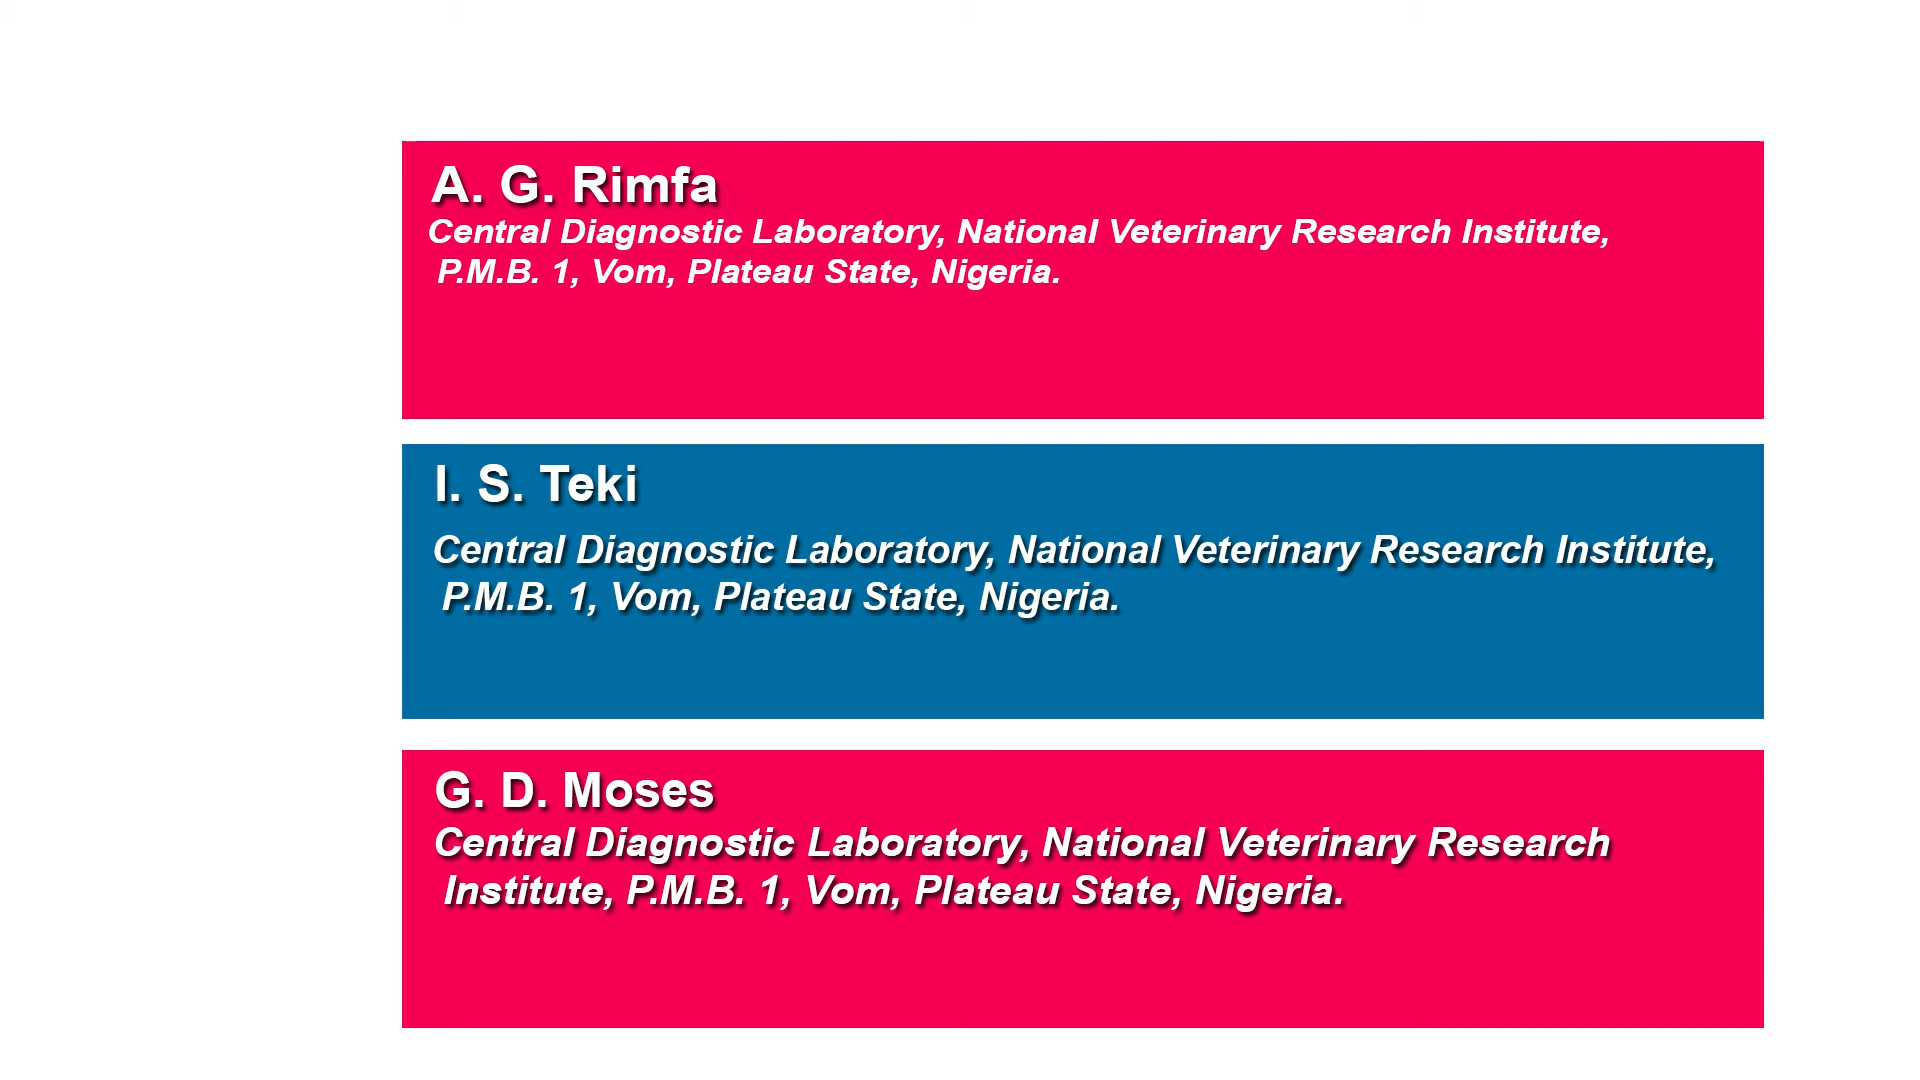 A. G. Rimfa
Central Diagnostic Laboratory, National Veterinary Research Institute,
P.M.B. 1, Vom, Plateau State, Nigeria.
I. S. Teki
Central Diagnostic Laboratory, National Veterinary Research Institute,
P.M.B. 1, Vom, Plateau State, Nigeria.
G. D. Moses
Central Diagnostic Laboratory, National Veterinary Research
Institute, P.M.B. 1, Vom, Plateau State, Nigeria.